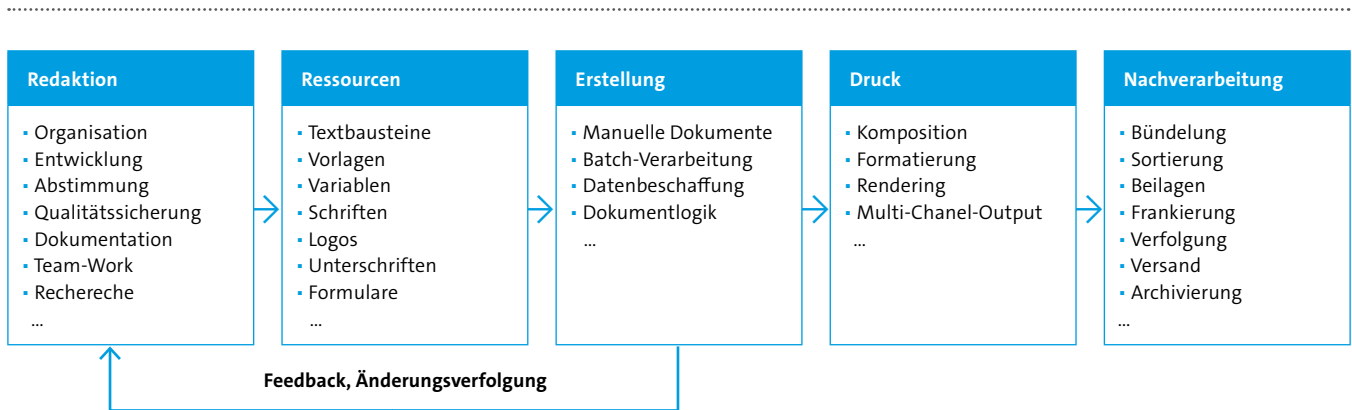 Redaktion
▪ Organisation
▪ Entwicklung
▪ Abstimmung
▪ Qualitätssicherung
▪ Dokumentation
▪ Team-Work
▪ Rechereche
...
Ressourcen
▪ Textbausteine
▪ Vorlagen
▪ Variablen
▪ Schriften
▪ Logos
▪ Unterschriften
▪ Formulare
...
Erstellung
▪ Manuelle Dokumente
▪ Batch-Verarbeitung
▪ Datenbeschaffung
▪ Dokumentlogik
...
Druck
▪ Komposition
▪ Formatierung
▪ Rendering
▪ Multi-Chanel-Output
...
Nachverarbeitung
▪ Bündelung
▪ Sortierung
▪ Beilagen
▪ Frankierung
▪ Verfolgung
▪ Versand
▪ Archivierung
...
Feedback, Änderungsverfolgung